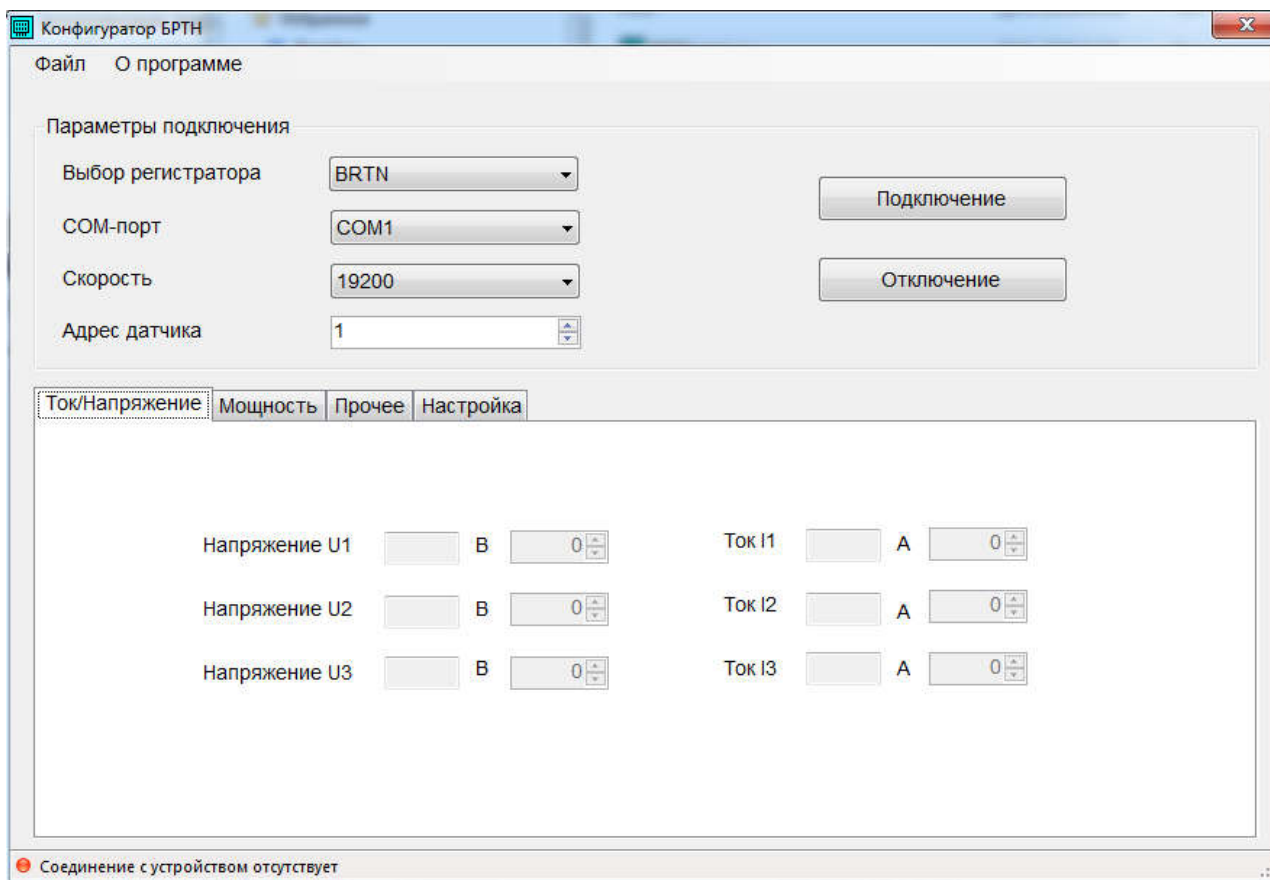 Конфигуратор БРТН
Файл О программе
Параметры подключения
Выбор регистратора BRTN
Подключение
COM-порт COM1
Скорость 19200
Отключение
Адрес датчика 1
Ток/Напряжение Мощность Прочее Настройка
Напряжение U1 В 0 Ток I1 А 0
Напряжение U2 В 0 Ток I2 А 0
Напряжение U3 В 0 Ток I3 А 0
Соединение с устройством отсутствует